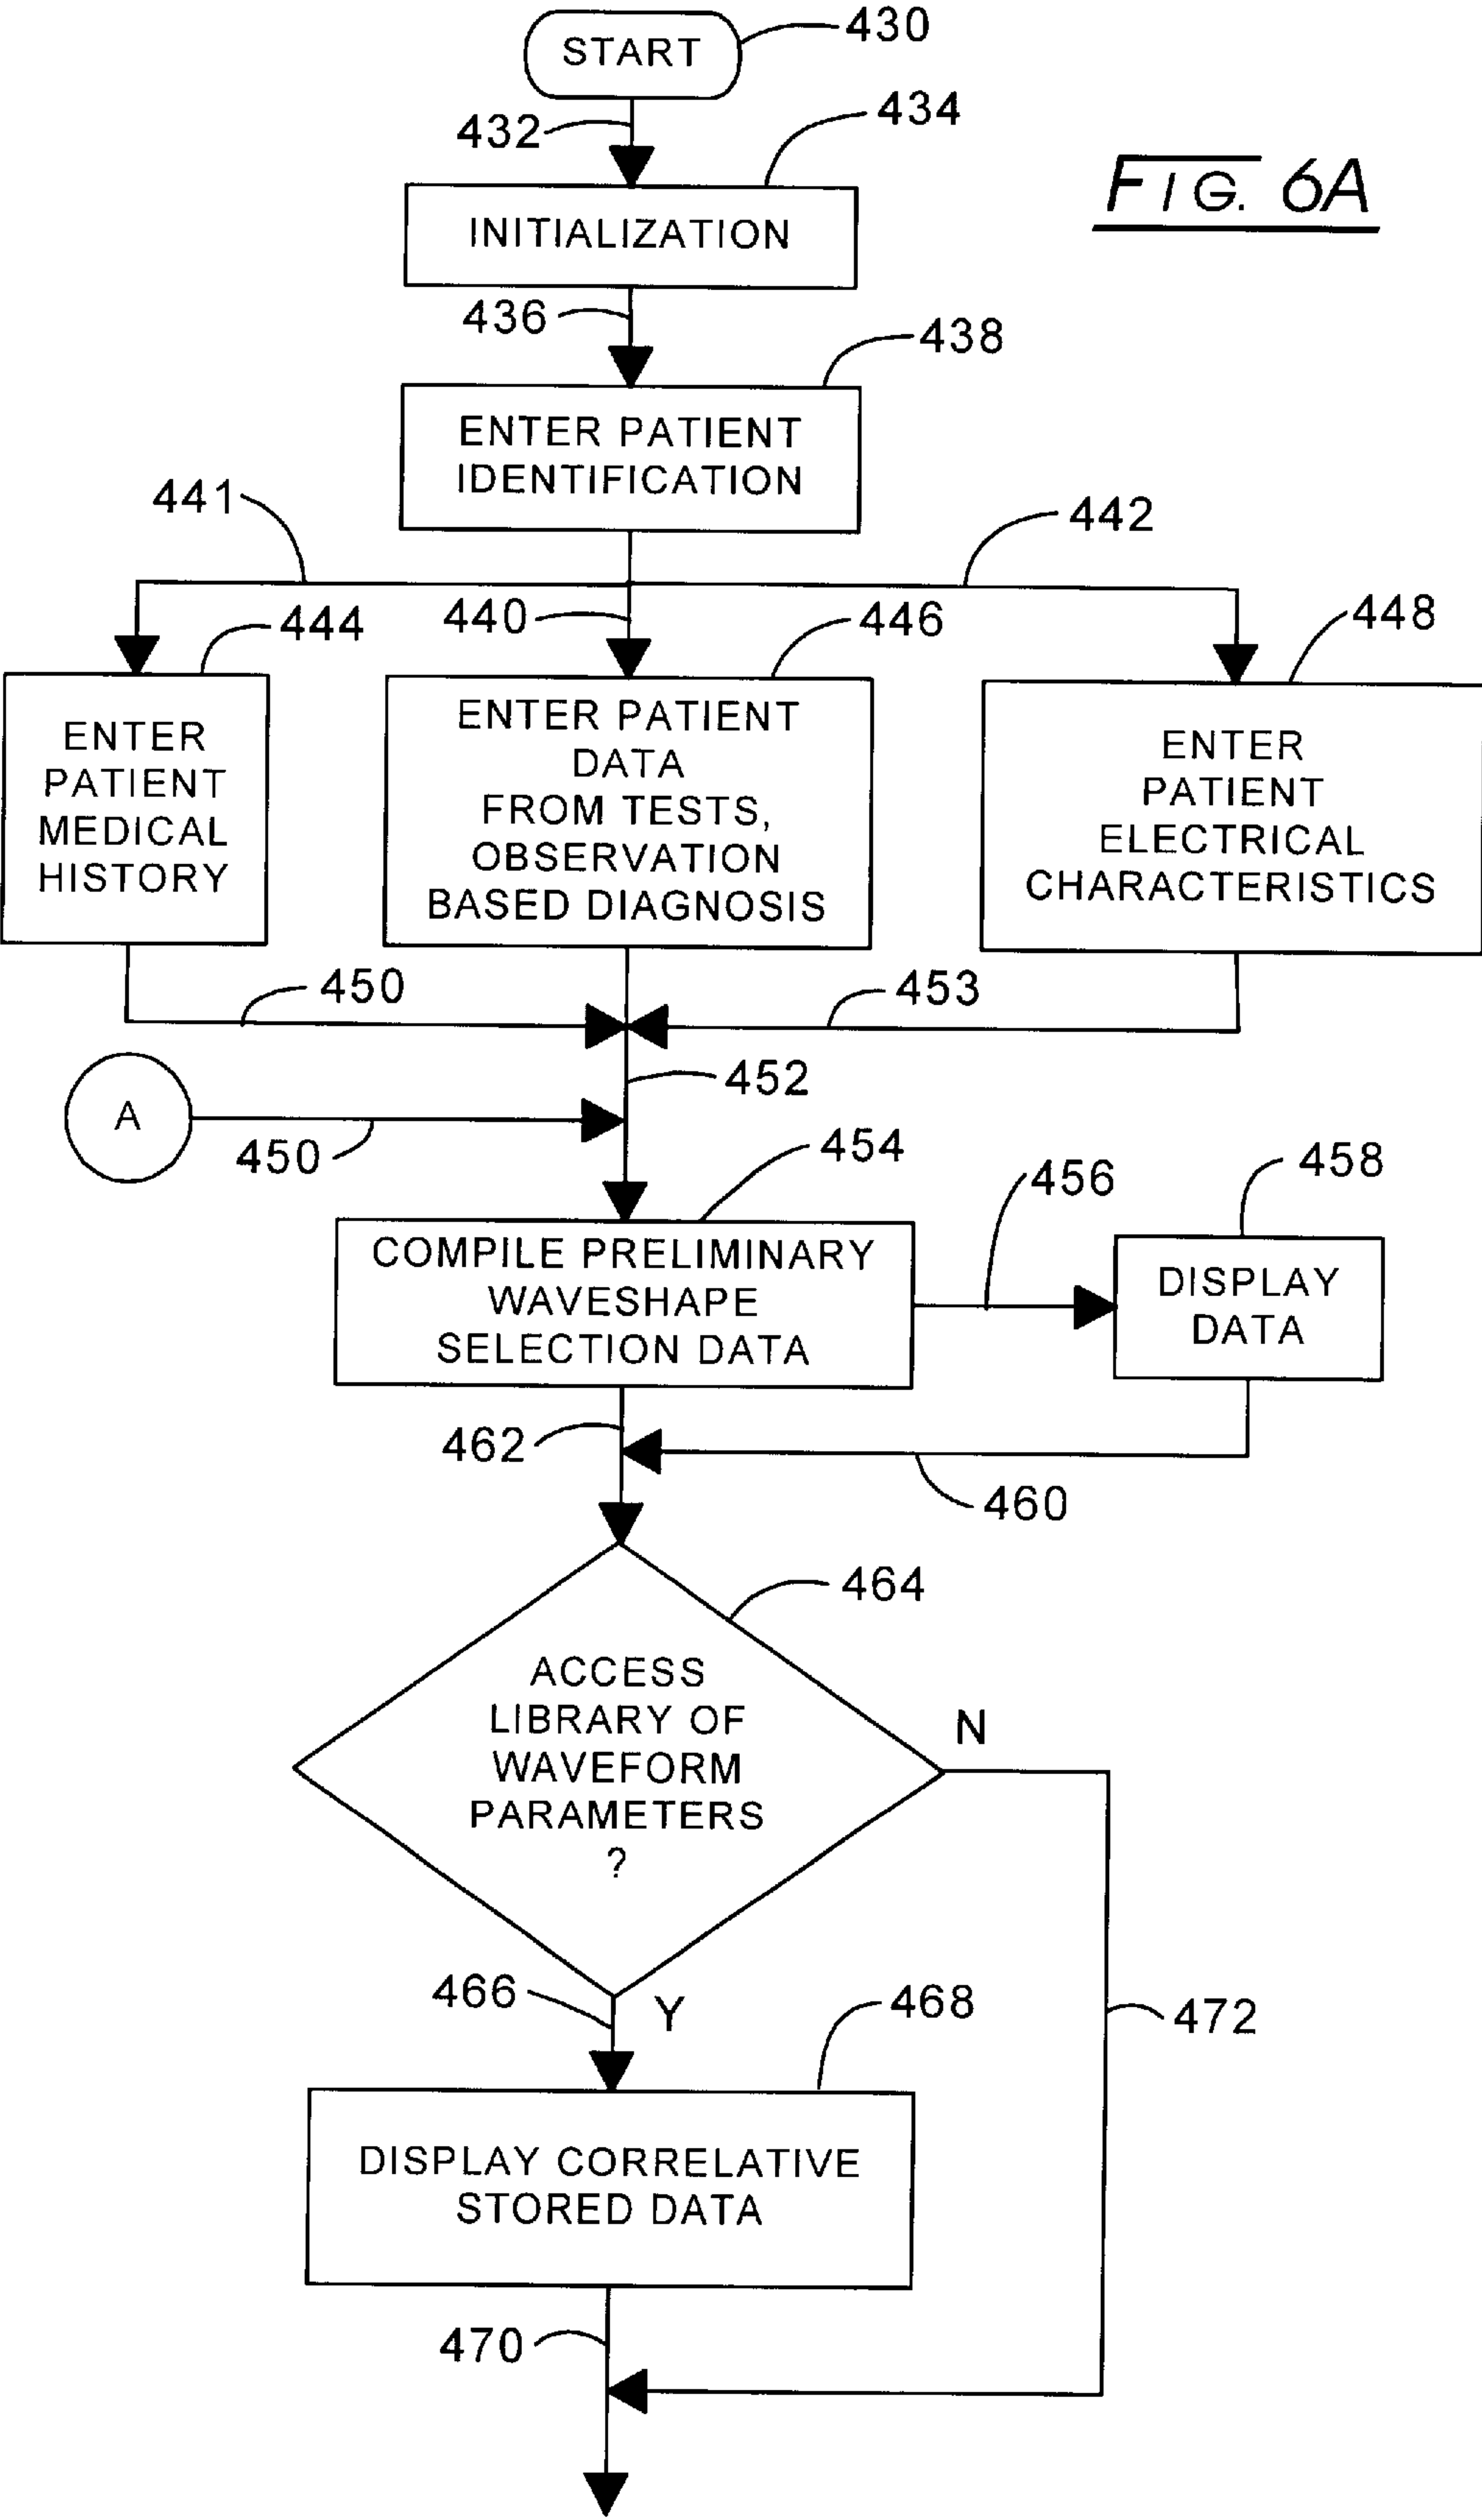 430
START
432
434
FIG. 6A
INITIALIZATION
436
438
ENTER PATIENT
IDENTIFICATION
441
442
444
440
446
448
ENTER
PATIENT
MEDICAL
HISTORY
ENTER PATIENT
DATA
FROM TESTS,
OBSERVATION
BASED DIAGNOSIS
ENTER
PATIENT
ELECTRICAL
CHARACTERISTICS
450
453
452
A
450
454
456
458
COMPILE PRELIMINARY
WAVESHAPE
SELECTION DATA
DISPLAY
DATA
462
460
464
ACCESS
LIBRARY OF
WAVEFORM
PARAMETERS
?
N
466
Y
468
472
DISPLAY CORRELATIVE
STORED DATA
470